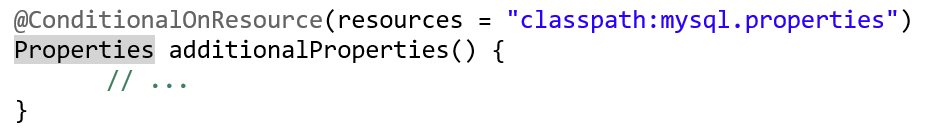 @ConditionalOnResource(resources = "classpath:mysql.properties")
Properties additionalProperties() {
// ...
}